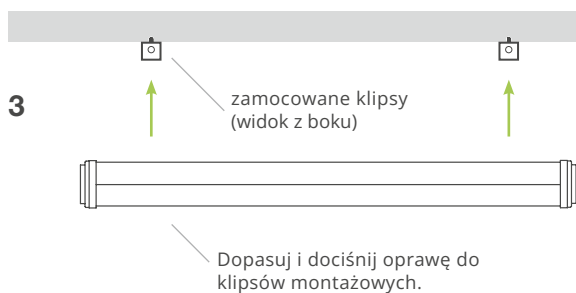 3
zamocowane klipsy
(widok z boku)
Dopasuj i dociśnij oprawę do
klipsów montażowych.